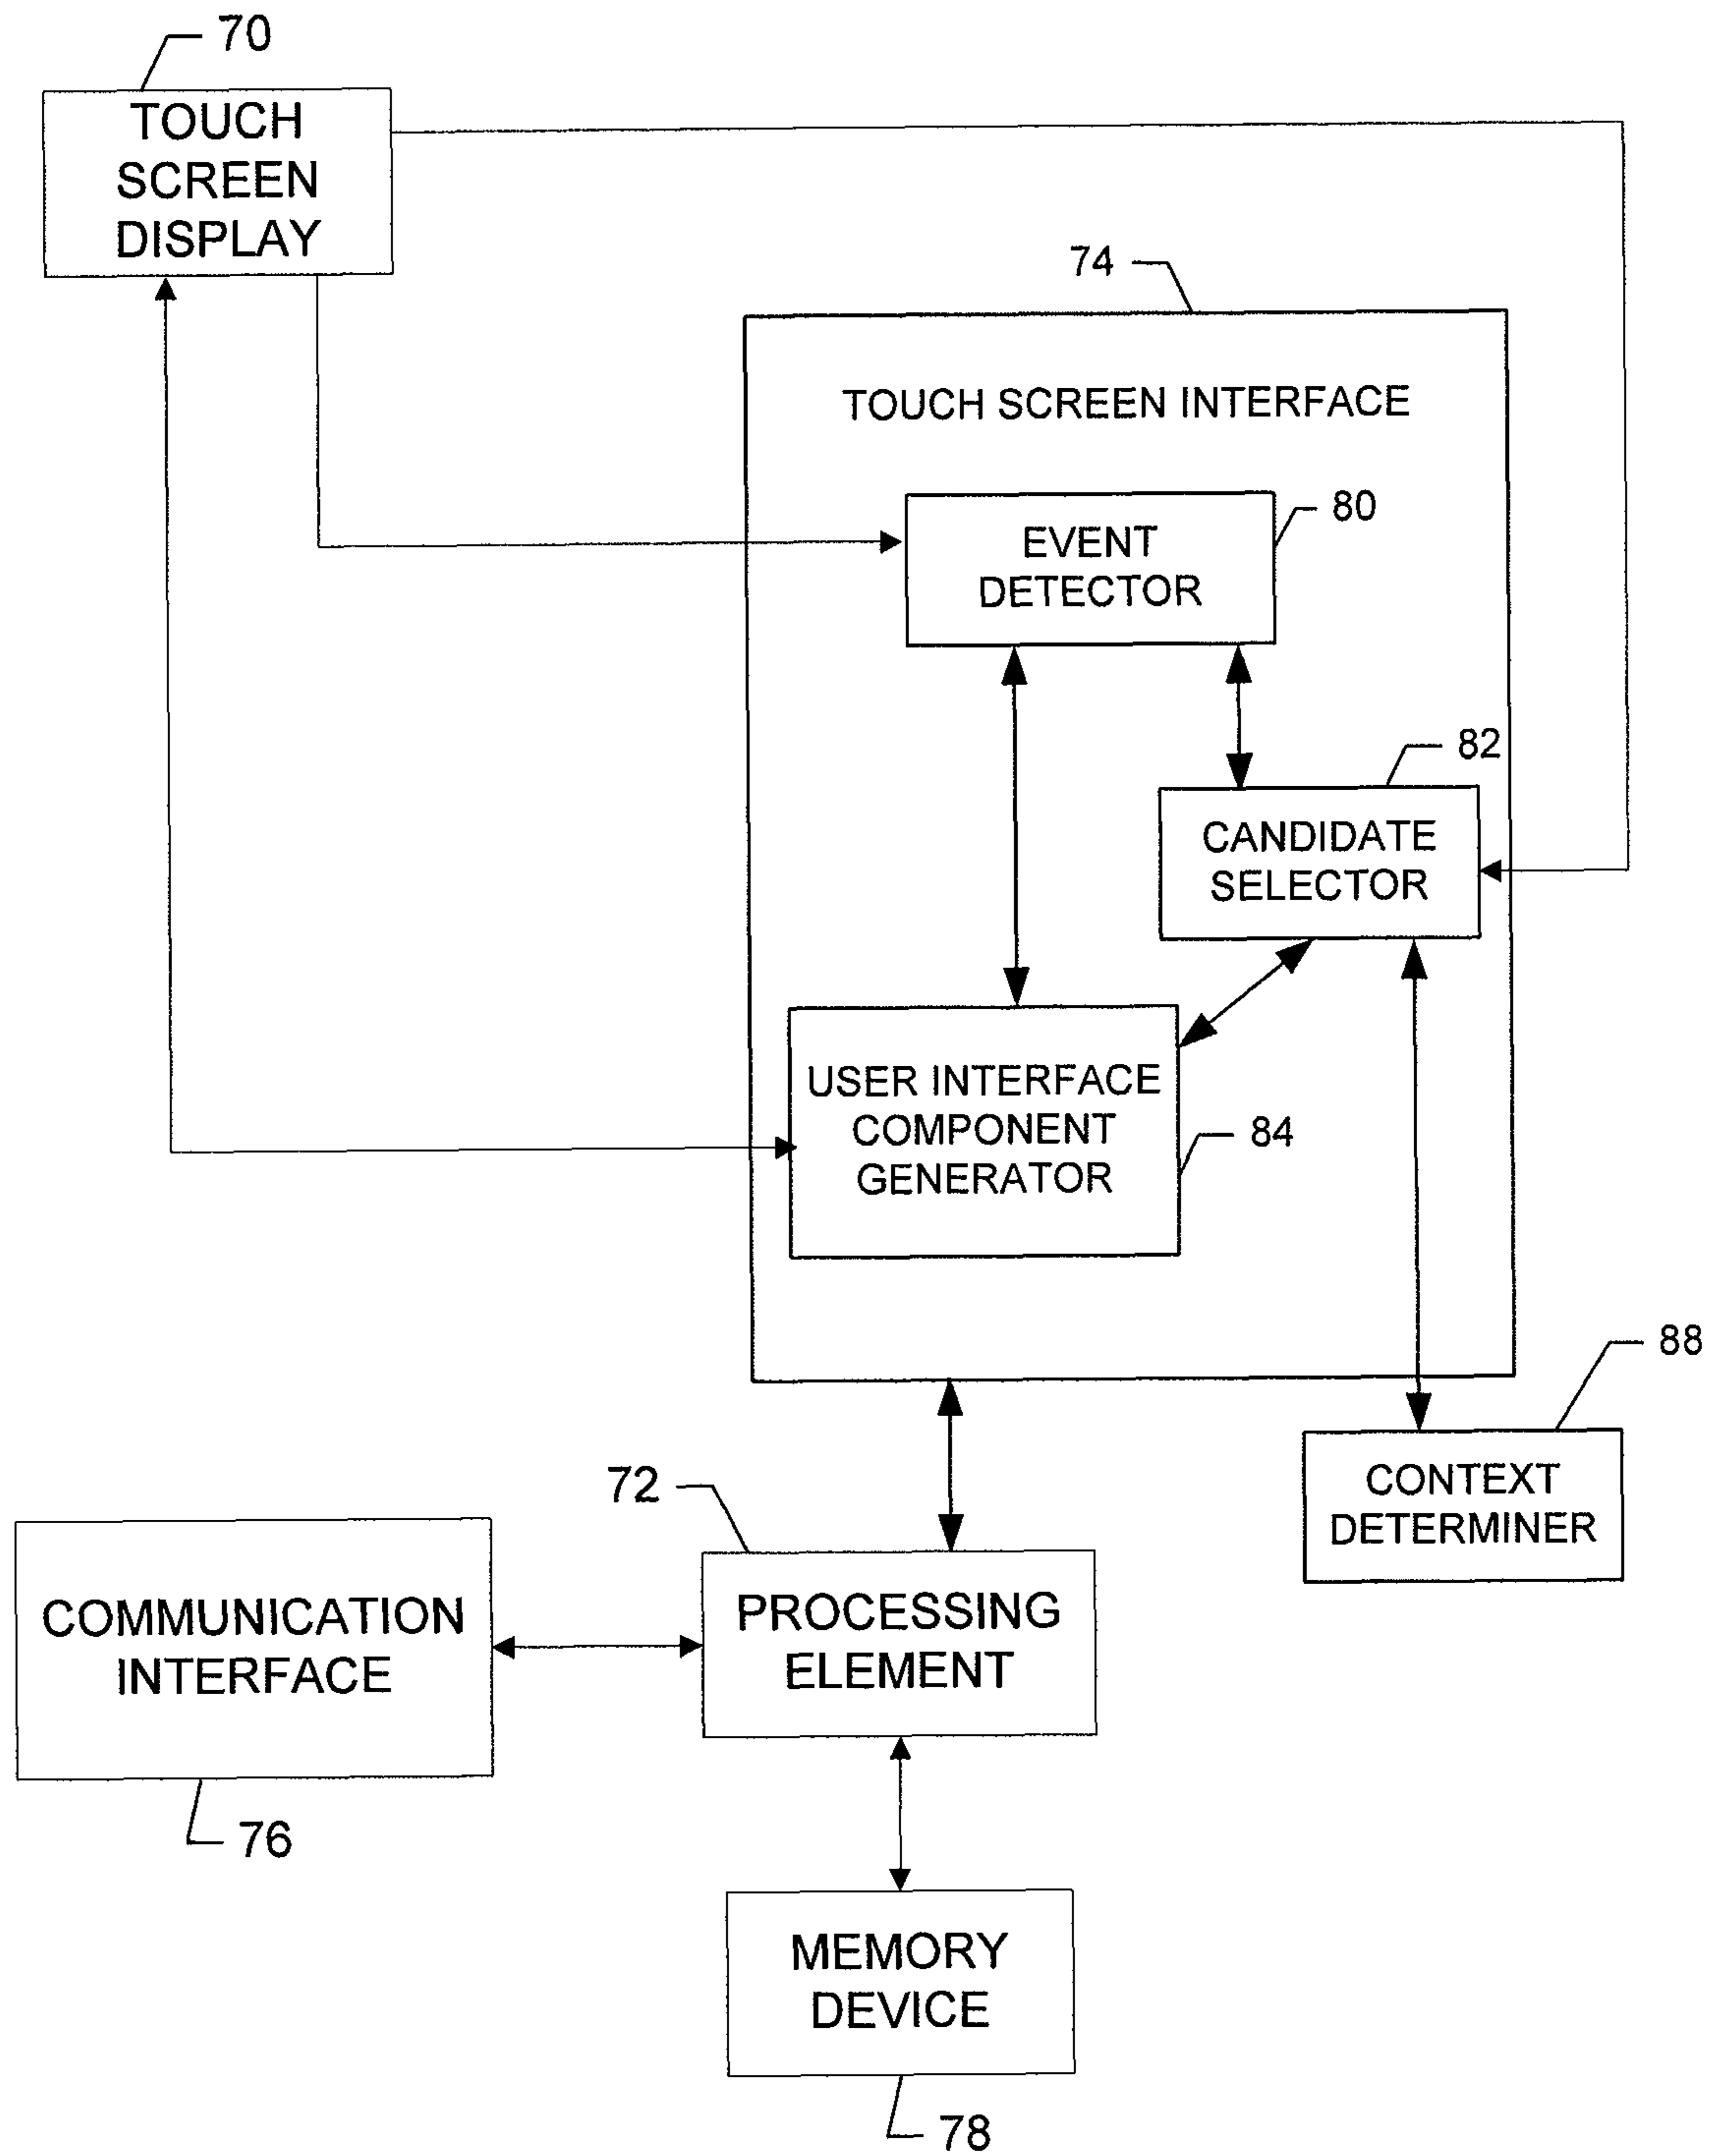 70
TOUCH
SCREEN
DISPLAY
74
TOUCH SCREEN INTERFACE
80
EVENT
DETECTOR
82
CANDIDATE
SELECTOR
USER INTERFACE
COMPONENT
GENERATOR
84
88
CONTEXT
DETERMINER
72
PROCESSING
ELEMENT
COMMUNICATION
INTERFACE
76
MEMORY
DEVICE
78